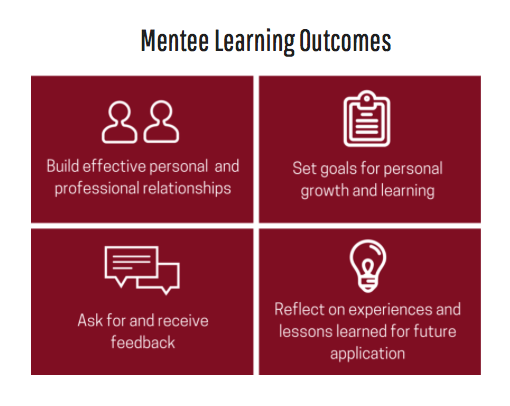 Mentee Learning Outcomes
Build effective personal and
professional relationships
Set goals for personal
growth and learning
Ask for and receive
feedback
Reflect on experiences and
lessons learned for future
application